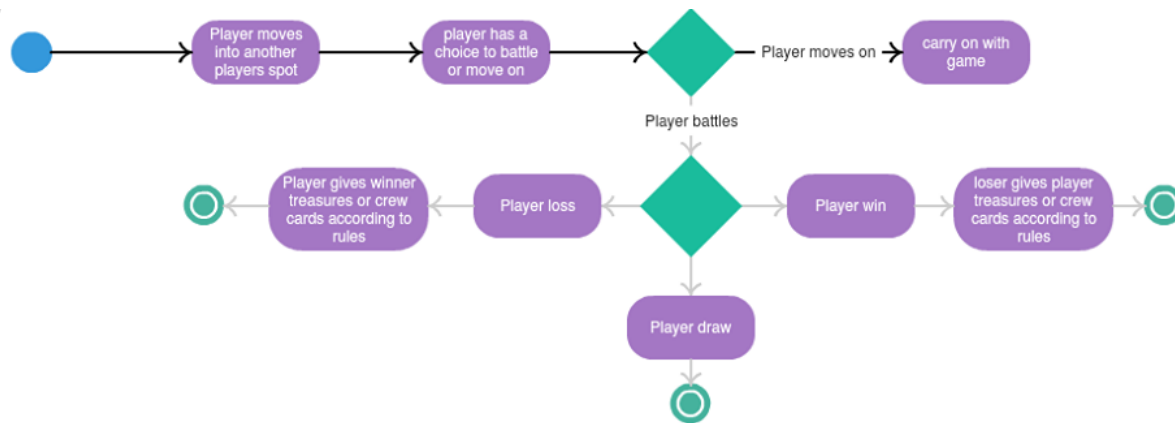 Player moves
into another
players spot
player has a
choice to battle
or move on
Player moves on
carry on with
game
Player battles
Player gives winner
treasures or crew
cards according to
rules
Player loss
Player win
loser gives player
treasures or crew
cards according to
rules
Player draw